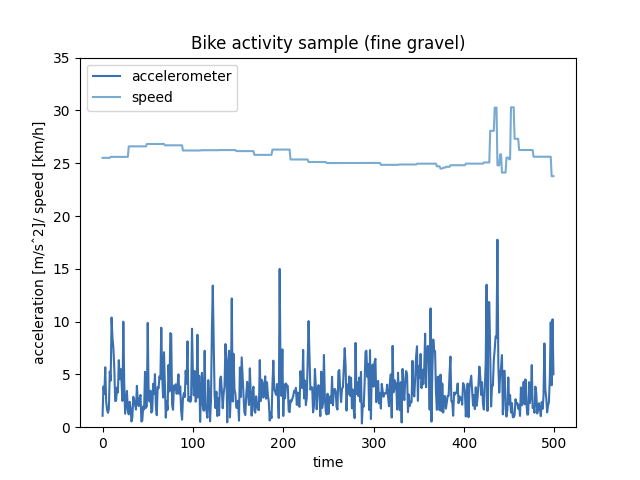 Bike activity sample (fine gravel)
accelerometer
speed
acceleration [m/sˆ2]/ speed [km/h]
35
30
25
20
15
10
5
0
0 100 200 300 400 500
time